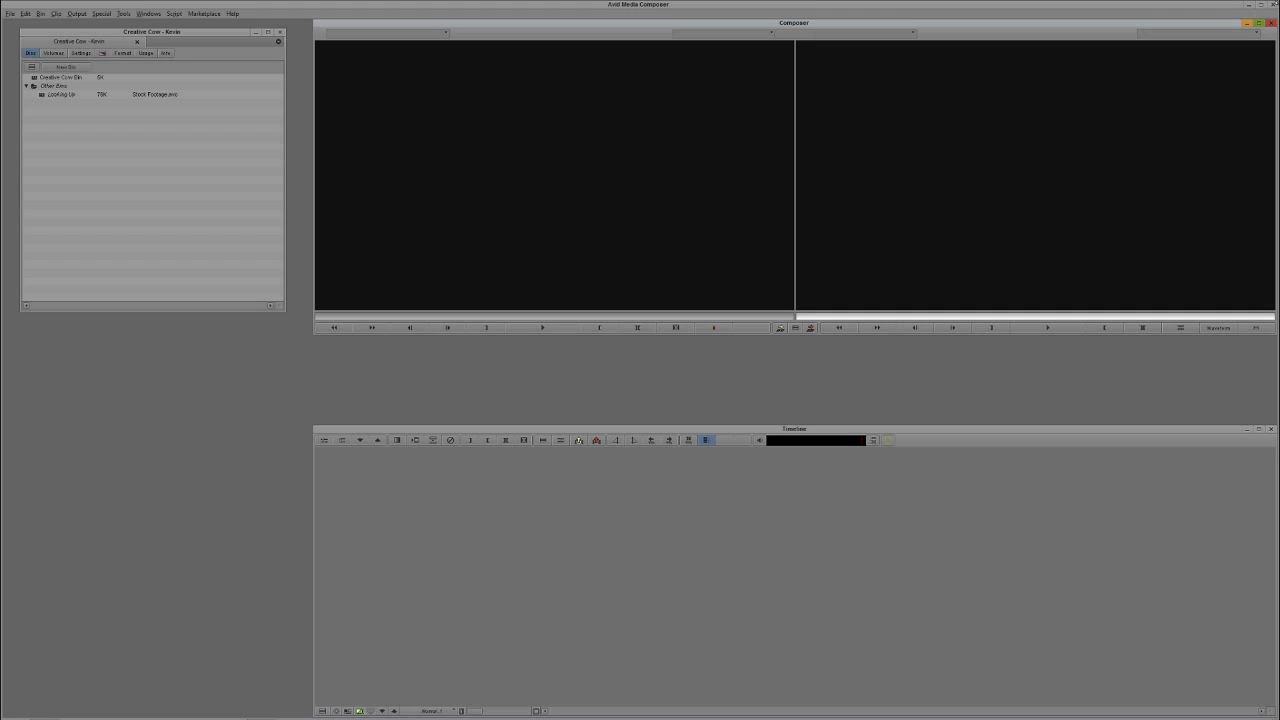 Avid Media Composer
File Edit Bin Clip Output Special Tools Windows Script Marketplace Help
Composer
Creative Cow - Kevin
Creative Cow - Kevin
Bins Volumes Settings Format Usage Info
New Bin
Creative Cow Bin
Other Bins
Looking Up Stock Footage.avc
Waveform
Timeline